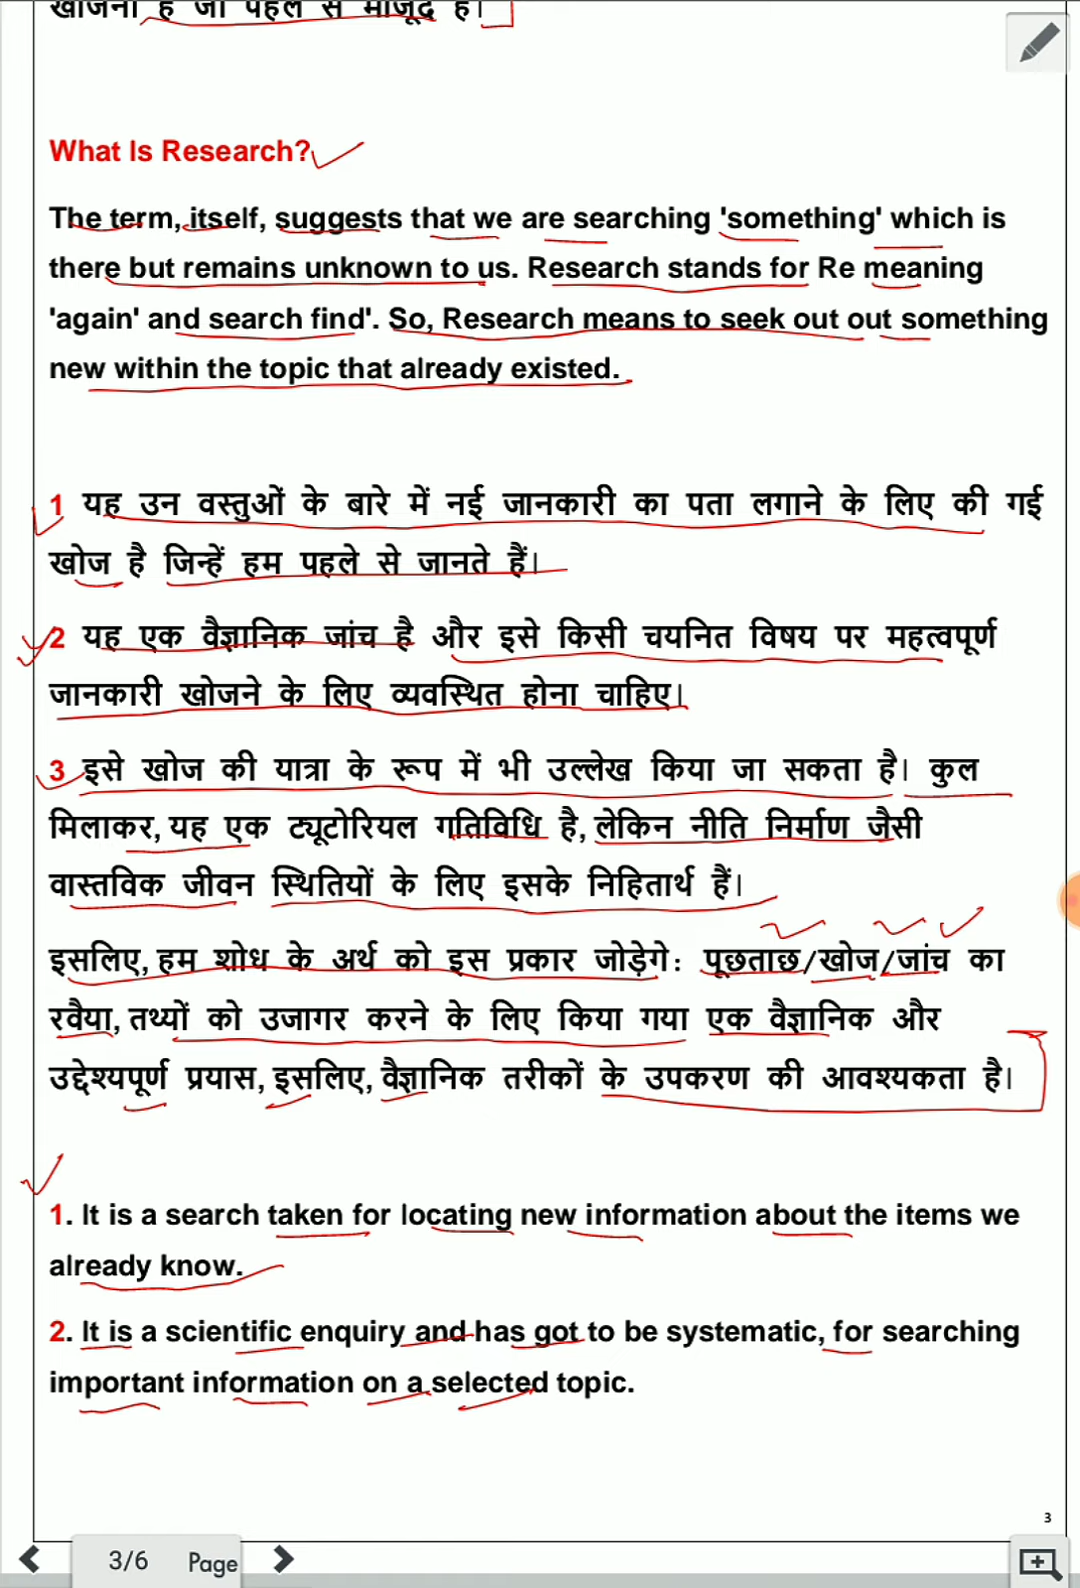 खोजना है जो पहले से मौजूद है।
What Is Research?
The term, itself, suggests that we are searching 'something' which is
there but remains unknown to us. Research stands for Re meaning
'again' and search find'. So, Research means to seek out out something
new within the topic that already existed.
1 यह उन वस्तुओं के बारे में नई जानकारी का पता लगाने के लिए की गई
खोज है जिन्हें हम पहले से जानते हैं।
2 यह एक वैज्ञानिक जांच है और इसे किसी चयनित विषय पर महत्वपूर्ण
जानकारी खोजने के लिए व्यवस्थित होना चाहिए।
3 इसे खोज की यात्रा के रूप में भी उल्लेख किया जा सकता है। कुल
मिलाकर, यह एक ट्यूटोरियल गतिविधि है, लेकिन नीति निर्माण जैसी
वास्तविक जीवन स्थितियों के लिए इसके निहितार्थ हैं।
इसलिए, हम शोध के अर्थ को इस प्रकार जोड़ेगे: पूछताछ/खोज/जांच का
रवैया, तथ्यों को उजागर करने के लिए किया गया एक वैज्ञानिक और
उद्देश्यपूर्ण प्रयास, इसलिए, वैज्ञानिक तरीकों के उपकरण की आवश्यकता है।
1. It is a search taken for locating new information about the items we
already know.
2. It is a scientific enquiry and has got to be systematic, for searching
important information on a selected topic.
3
3/6 Page